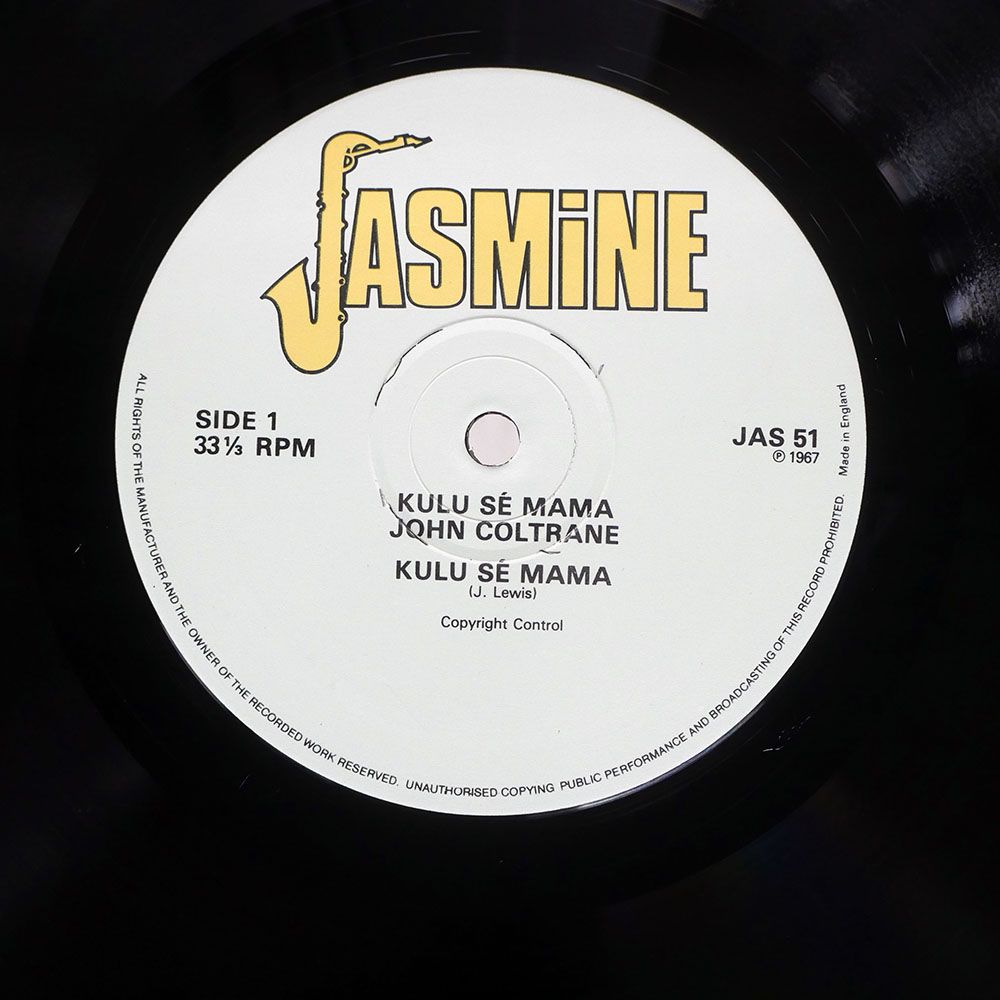 JASMiNE
SIDE 1
33⅓ RPM
JAS 51
℗ 1967
Made in England
KULU SÉ MAMA
JOHN COLTRANE
KULU SÉ MAMA
(J. Lewis)
Copyright Control
ALL RIGHTS OF THE MANUFACTURER AND THE OWNER OF THE RECORDED WORK RESERVED. UNAUTHORISED COPYING PUBLIC PERFORMANCE AND BROADCASTING OF THIS RECORD PROHIBITED.